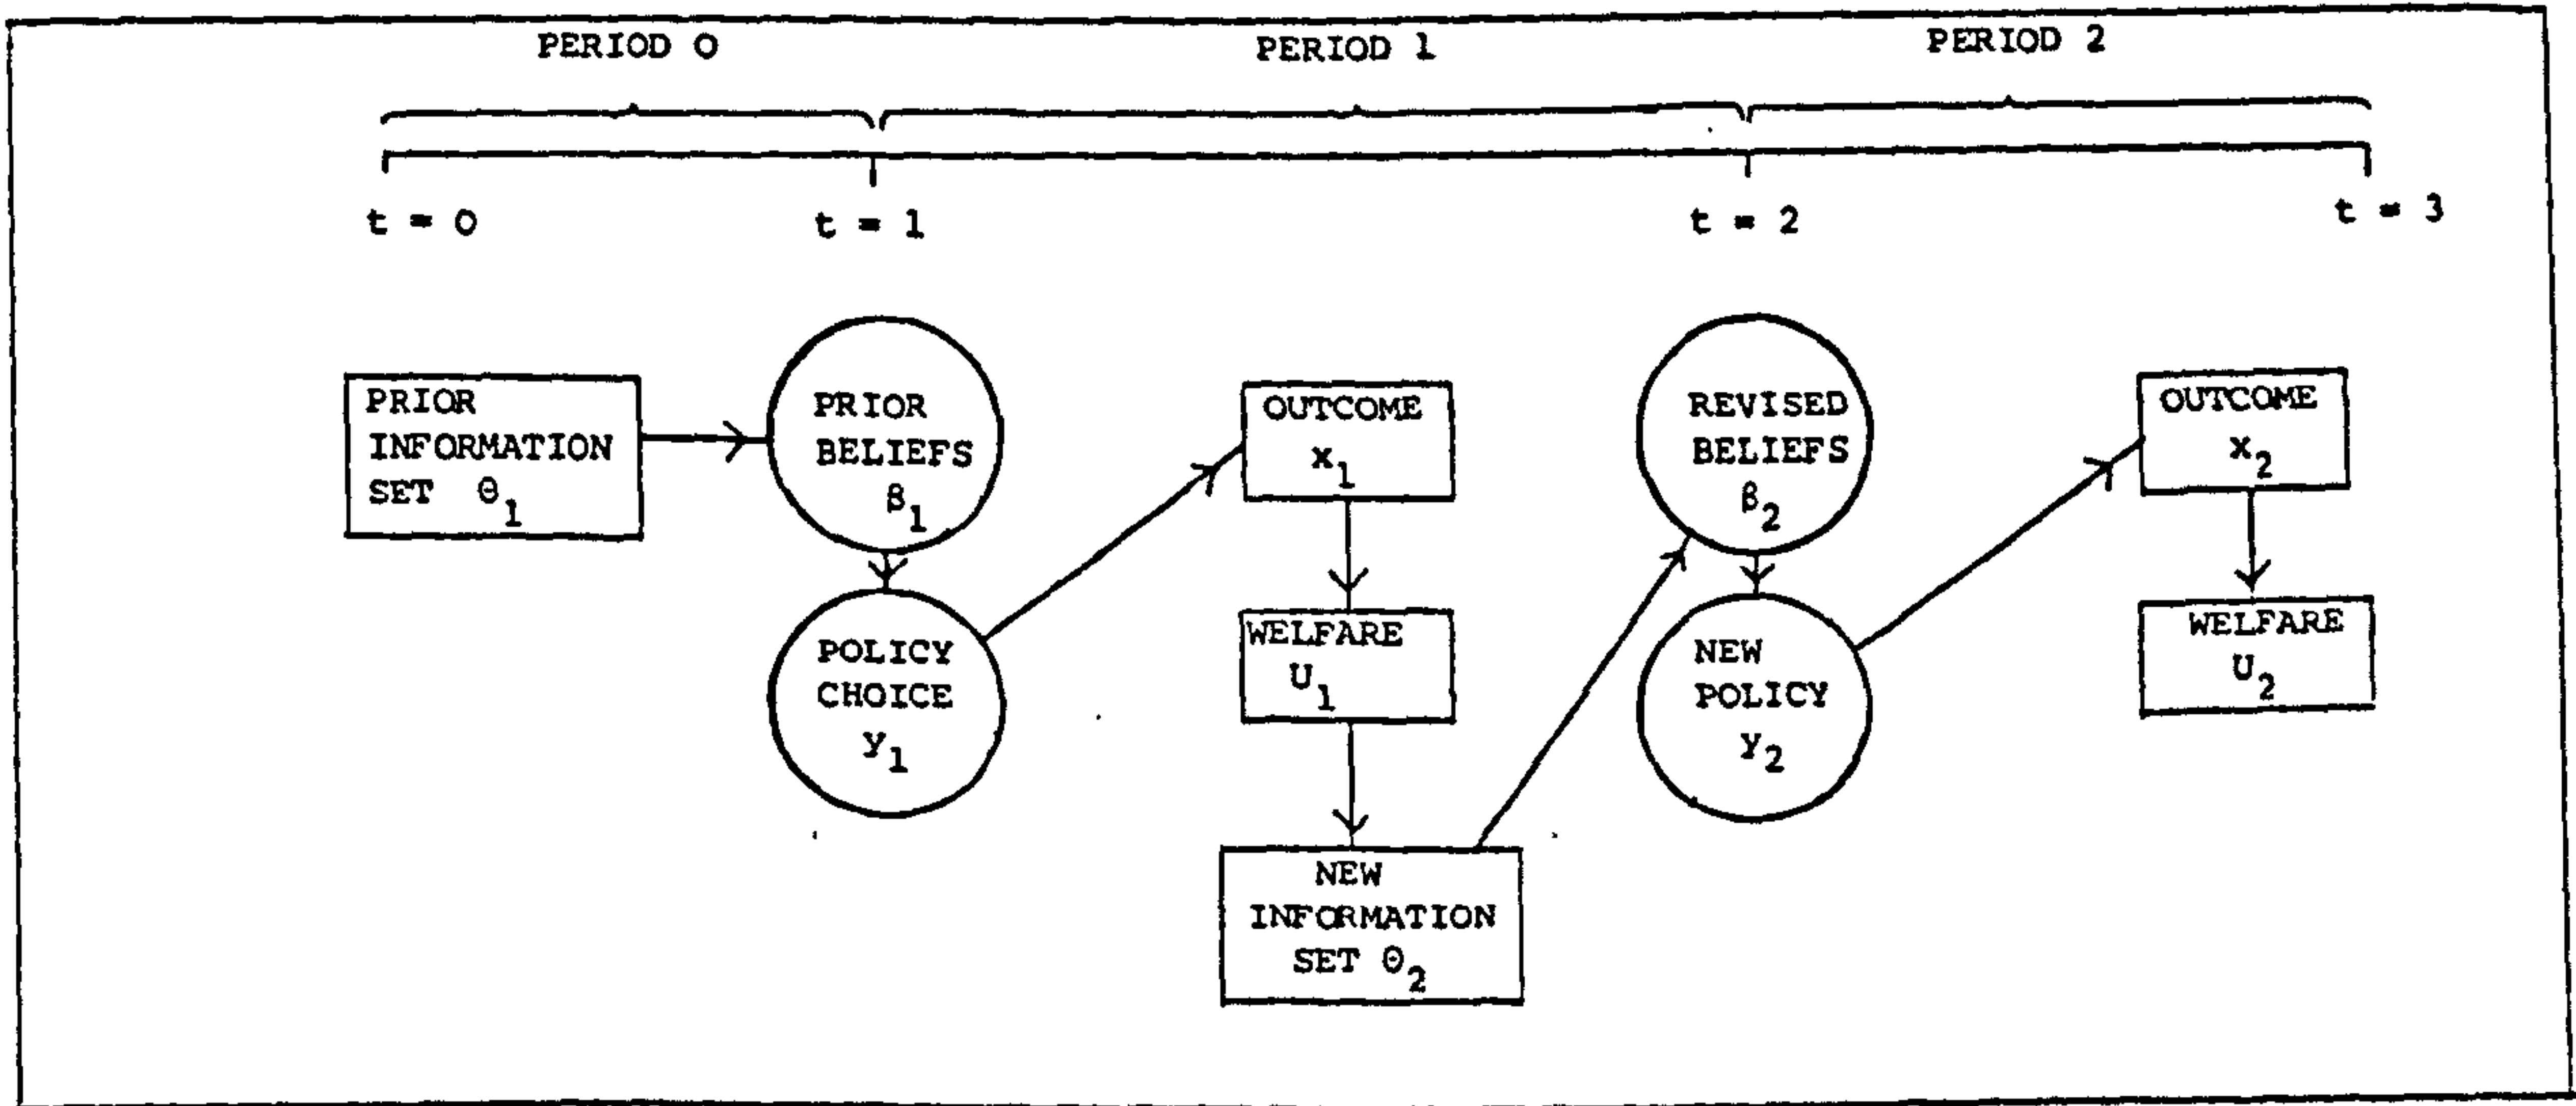 PERIOD 0
PERIOD 1
PERIOD 2
t = 0
t = 1
t = 2
t = 3
PRIOR
INFORMATION
SET Θ₁
PRIOR
BELIEFS
β₁
POLICY
CHOICE
y₁
OUTCOME
x₁
WELFARE
U₁
NEW
INFORMATION
SET Θ₂
REVISED
BELIEFS
β₂
NEW
POLICY
y₂
OUTCOME
x₂
WELFARE
U₂